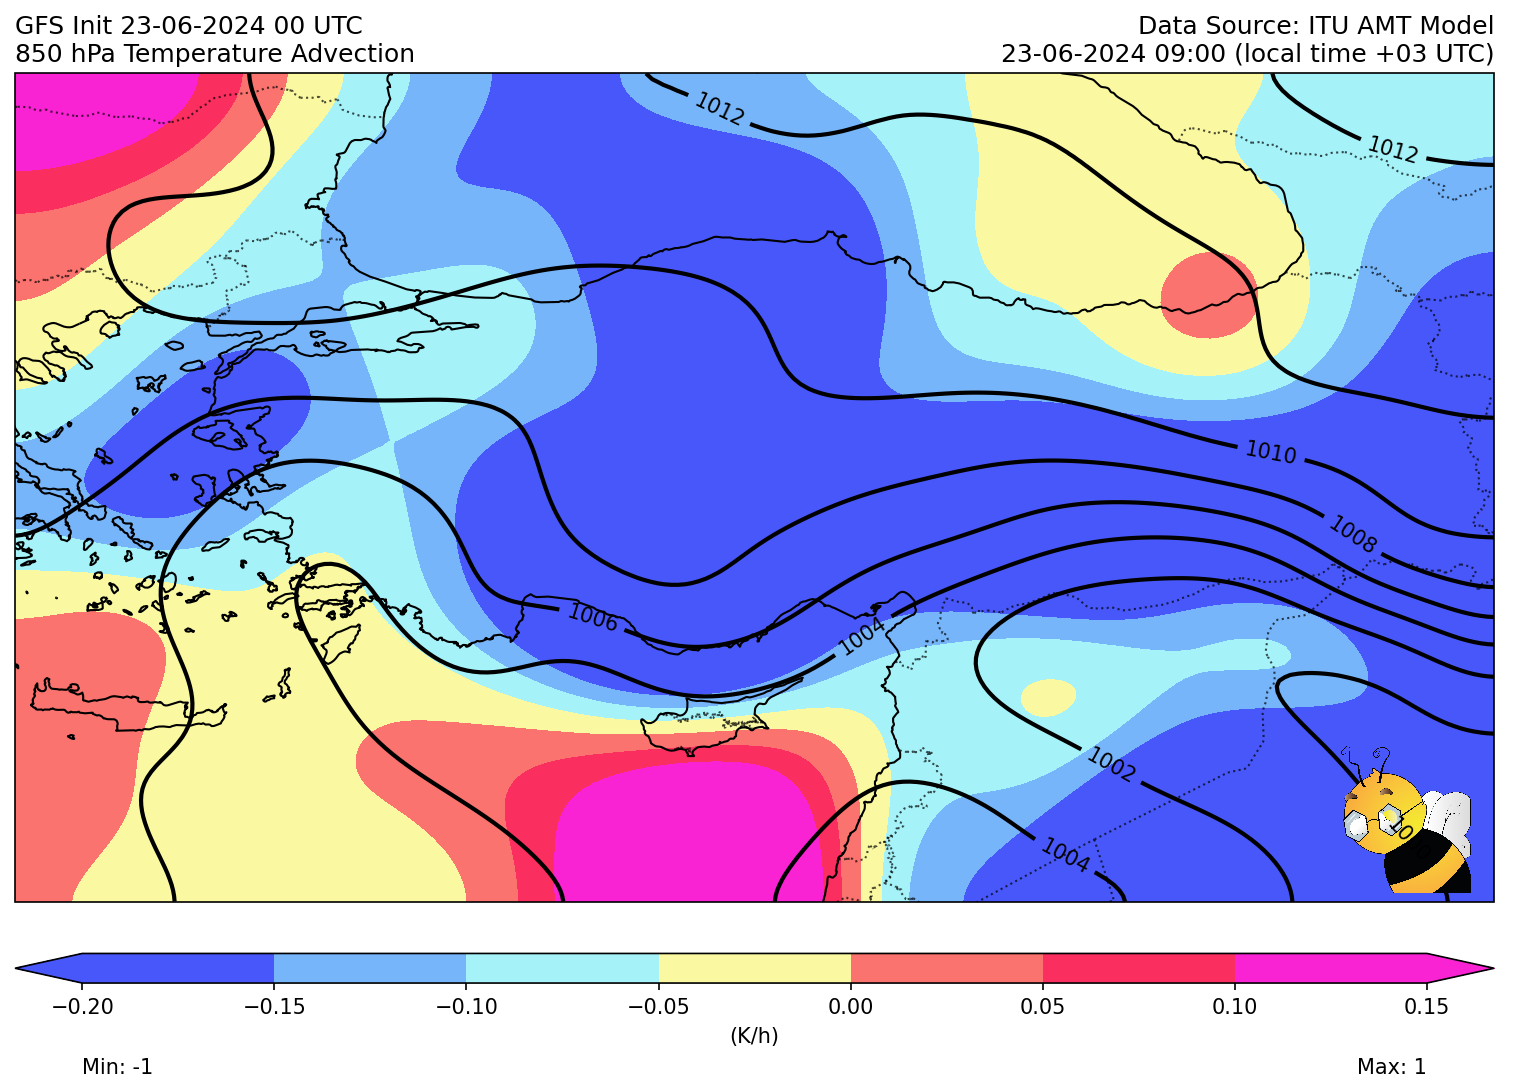 GFS Init 23-06-2024 00 UTC
Data Source: ITU AMT Model
850 hPa Temperature Advection
23-06-2024 09:00 (local time +03 UTC)
1012
1012
1010
1008
1006
1004
1002
1004
−0.20
−0.15
−0.10
−0.05
0.00
0.05
0.10
0.15
(K/h)
Min: -1
Max: 1